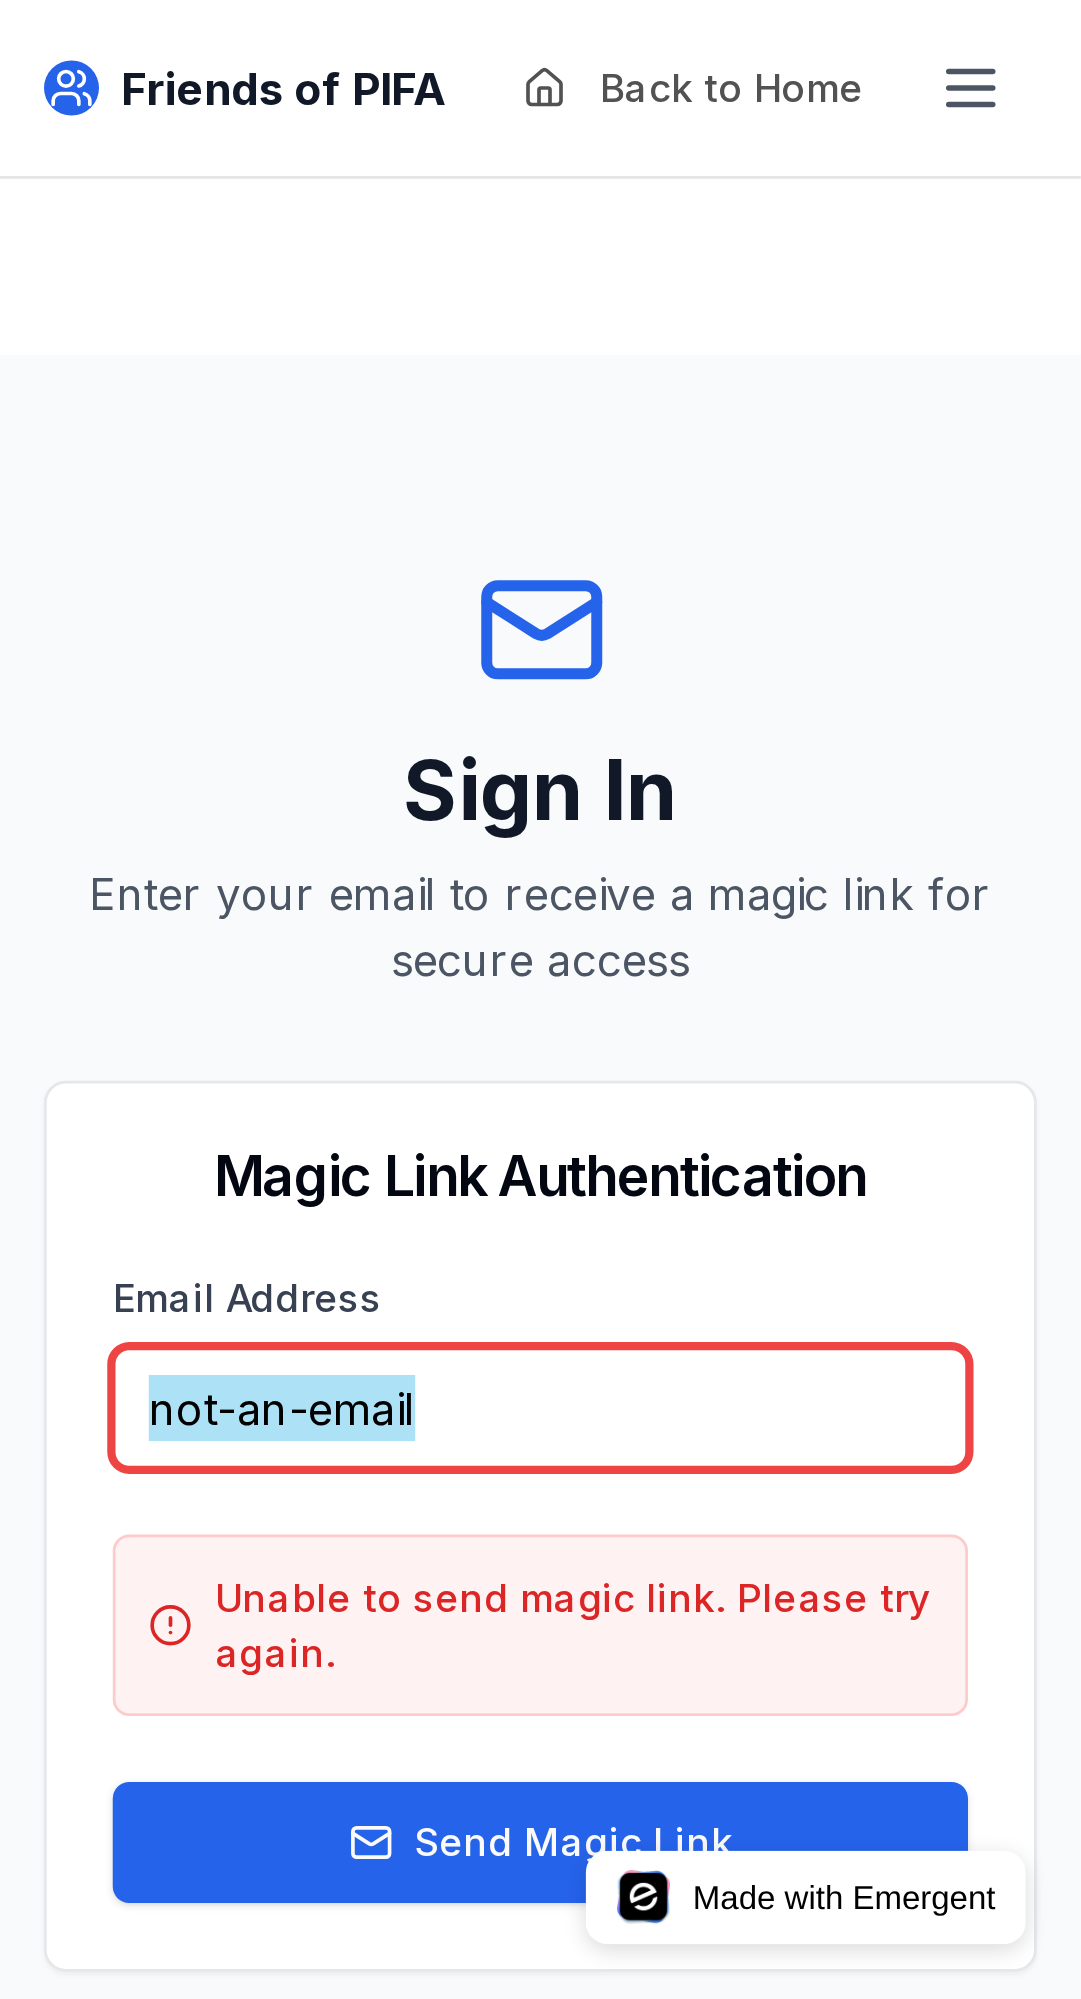 Friends of PIFA
Back to Home
Sign In
Enter your email to receive a magic link for
secure access
Magic Link Authentication
Email Address
not-an-email
Unable to send magic link. Please try
again.
Send Magic Link
Made with Emergent